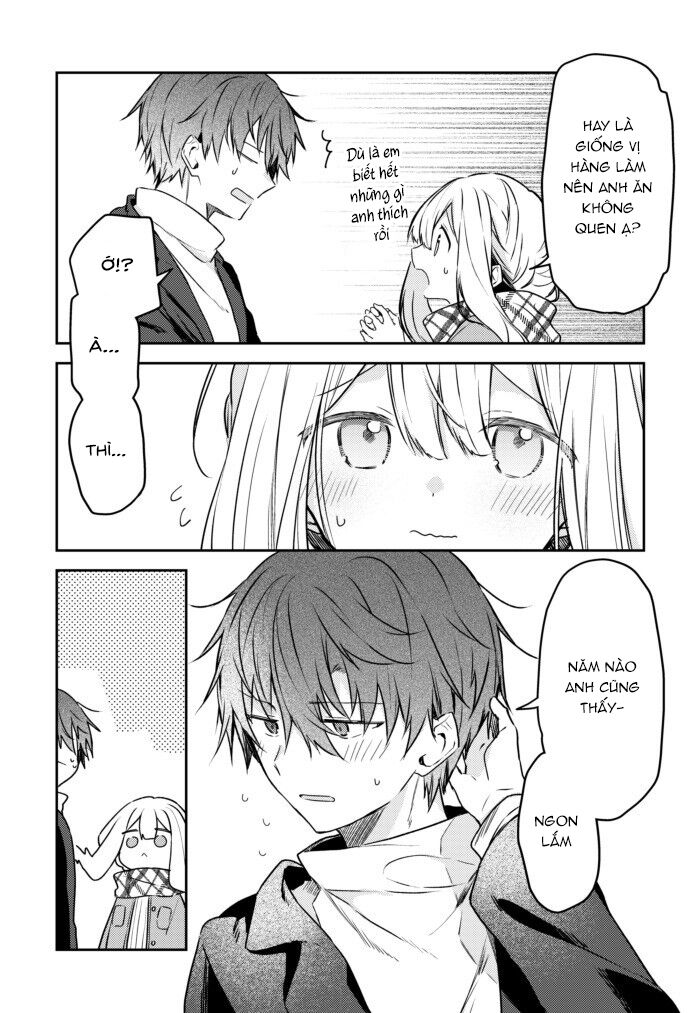 HAY LÀ
GIỐNG VỊ
HÀNG LÀM
NÊN ANH ĂN
KHÔNG
QUEN Ạ?
Dù là em
biết hết
những gì
anh thích
rồi
Ớ!?
À...
THÌ...
NĂM NÀO
ANH CŨNG
THẤY~
NGON
LẮM